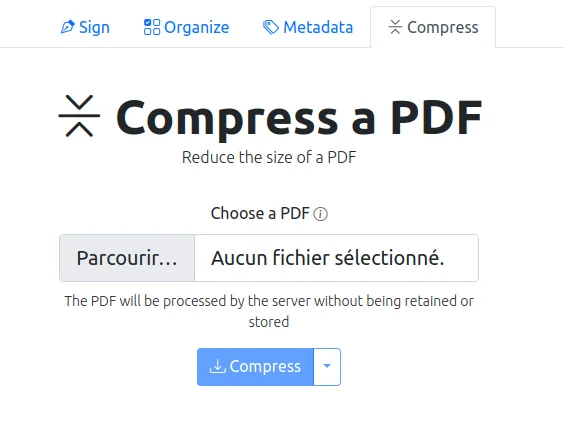 Sign Organize Metadata Compress
Compress a PDF
Reduce the size of a PDF
Choose a PDF
Parcourir... Aucun fichier sélectionné.
The PDF will be processed by the server without being retained or
stored
Compress